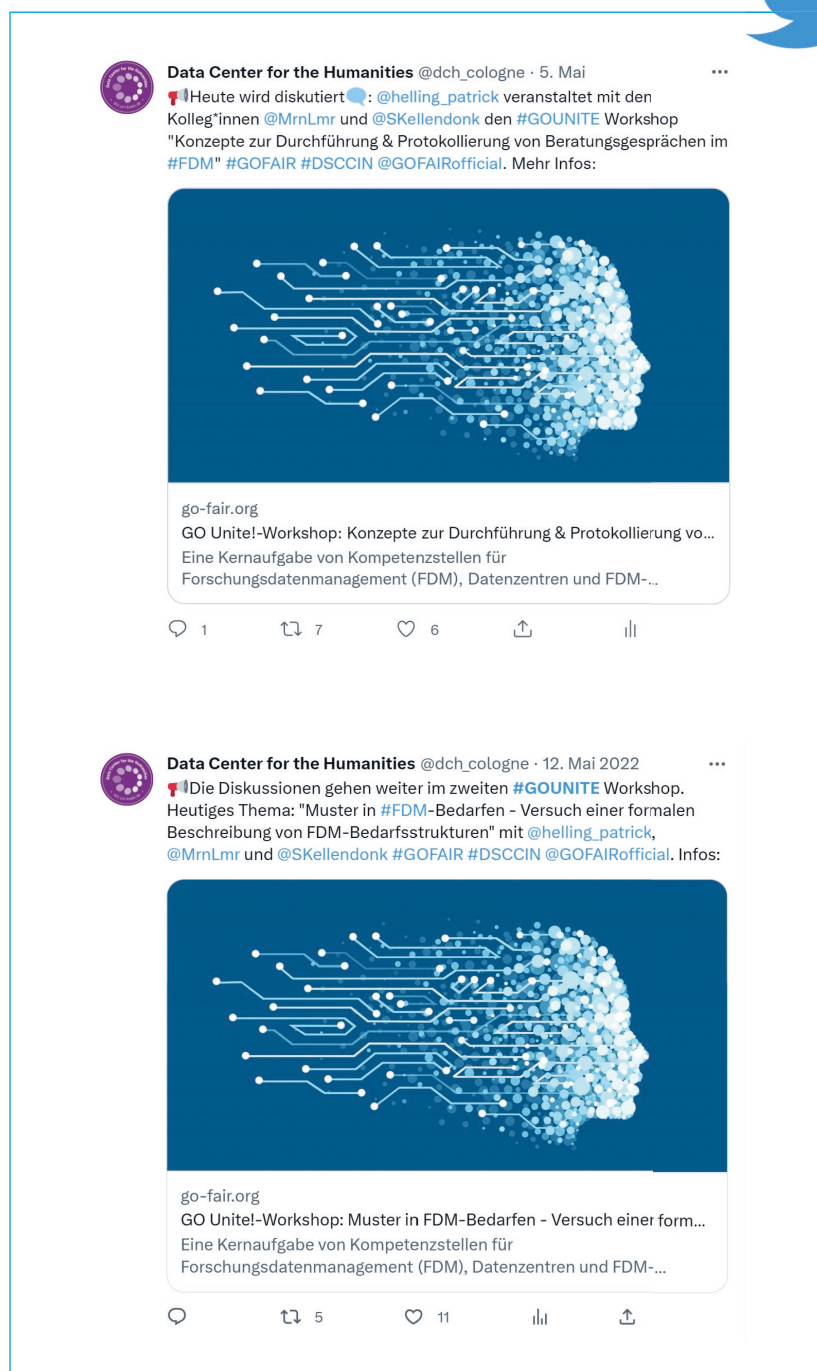 Data Center for the Humanities @dch_cologne · 5. Mai
📢Heute wird diskutiert🗨️: @helling_patrick veranstaltet mit den
Kolleg*innen @MrnLmr und @SKellendonk den #GOUNITE Workshop
"Konzepte zur Durchführung & Protokollierung von Beratungsgesprächen im
#FDM" #GOFAIR #DSCCIN @GOFAIRofficial. Mehr Infos:
go-fair.org
GO Unite!-Workshop: Konzepte zur Durchführung & Protokollierung vo...
Eine Kernaufgabe von Kompetenzstellen für
Forschungsdatenmanagement (FDM), Datenzentren und FDM-...
1 7 6
Data Center for the Humanities @dch_cologne · 12. Mai 2022
📢Die Diskussionen gehen weiter im zweiten #GOUNITE Workshop.
Heutiges Thema: "Muster in #FDM-Bedarfen - Versuch einer formalen
Beschreibung von FDM-Bedarfsstrukturen" mit @helling_patrick,
@MrnLmr und @SKellendonk #GOFAIR #DSCCIN @GOFAIRofficial. Infos:
go-fair.org
GO Unite!-Workshop: Muster in FDM-Bedarfen - Versuch einer form...
Eine Kernaufgabe von Kompetenzstellen für
Forschungsdatenmanagement (FDM), Datenzentren und FDM-...
5 11